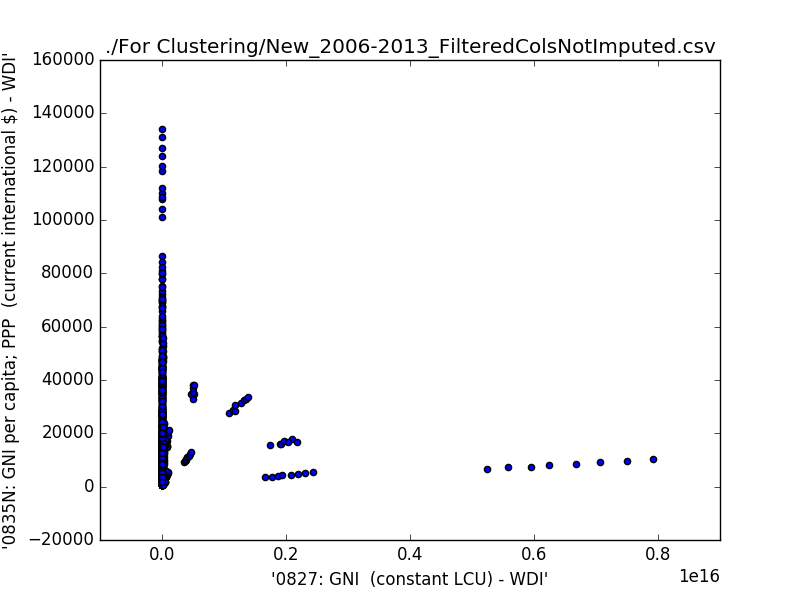 ./For Clustering/New_2006-2013_FilteredColsNotImputed.csv
'0835N: GNI per capita; PPP  (current international $) - WDI'
160000
140000
120000
100000
80000
60000
40000
20000
0
−20000
0.0 0.2 0.4 0.6 0.8
1e16
'0827: GNI  (constant LCU) - WDI'